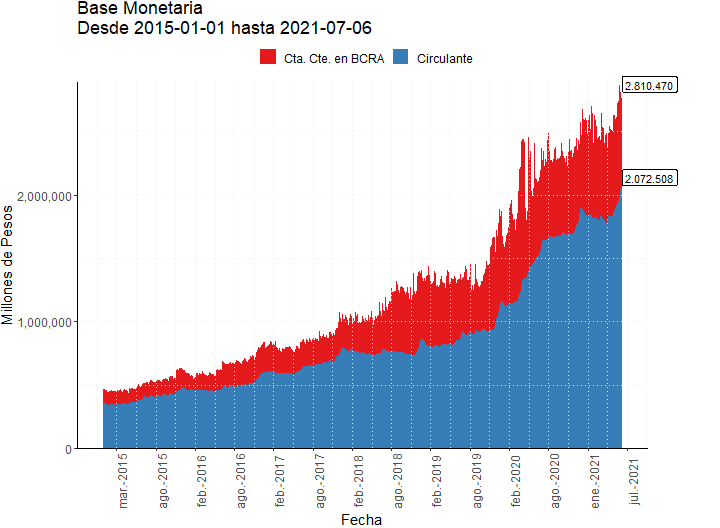 Base Monetaria
Desde 2015-01-01 hasta 2021-07-06
Cta. Cte. en BCRA Circulante
2.810.470
2.072.508
2,000,000
1,000,000
0
Millones de Pesos
mar.-2015
ago.-2015
feb.-2016
ago.-2016
feb.-2017
ago.-2017
feb.-2018
ago.-2018
feb.-2019
ago.-2019
feb.-2020
ago.-2020
ene.-2021
jul.-2021
Fecha